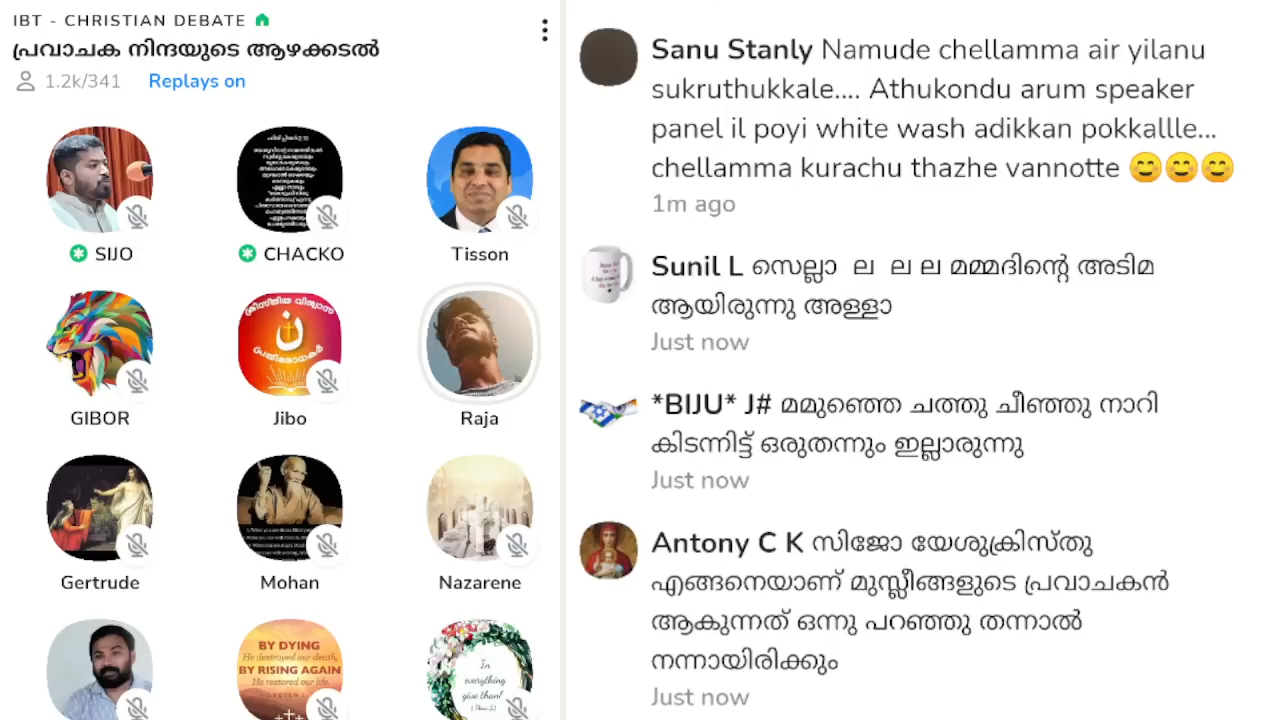 IBT - CHRISTIAN DEBATE
പ്രവാചക നിന്ദയുടെ ആഴക്കടൽ
1.2k/341 Replays on
SIJO
CHACKO
Tisson
ക്രിസ്തീയ വിശ്വാസ
GIBOR
Jibo
Raja
Gertrude
Mohan
Nazarene
BY DYING
He destroyed our death,
BY RISING AGAIN
He restored our life.
In
everything
give than!
Sanu Stanly Namude chellamma air yilanu
sukruthukkale.... Athukondu arum speaker
panel il poyi white wash adikkan pokkallle...
chellamma kurachu thazhe vannotte 😊😊😊
1m ago
Sunil L സെല്ലാ ല ല ല മമ്മദിന്റെ അടിമ
ആയിരുന്നു അള്ളാ
Just now
*BIJU* J# മമുഞ്ഞെ ചത്തു ചീഞ്ഞു നാറി
കിടന്നിട്ട് ഒരുതന്നും ഇല്ലാരുന്നു
Just now
Antony C K സിജോ യേശുക്രിസ്തു
എങ്ങനെയാണ് മുസ്ലീങ്ങളുടെ പ്രവാചകൻ
ആകുന്നത് ഒന്നു പറഞ്ഞു തന്നാൽ
നന്നായിരിക്കും
Just now